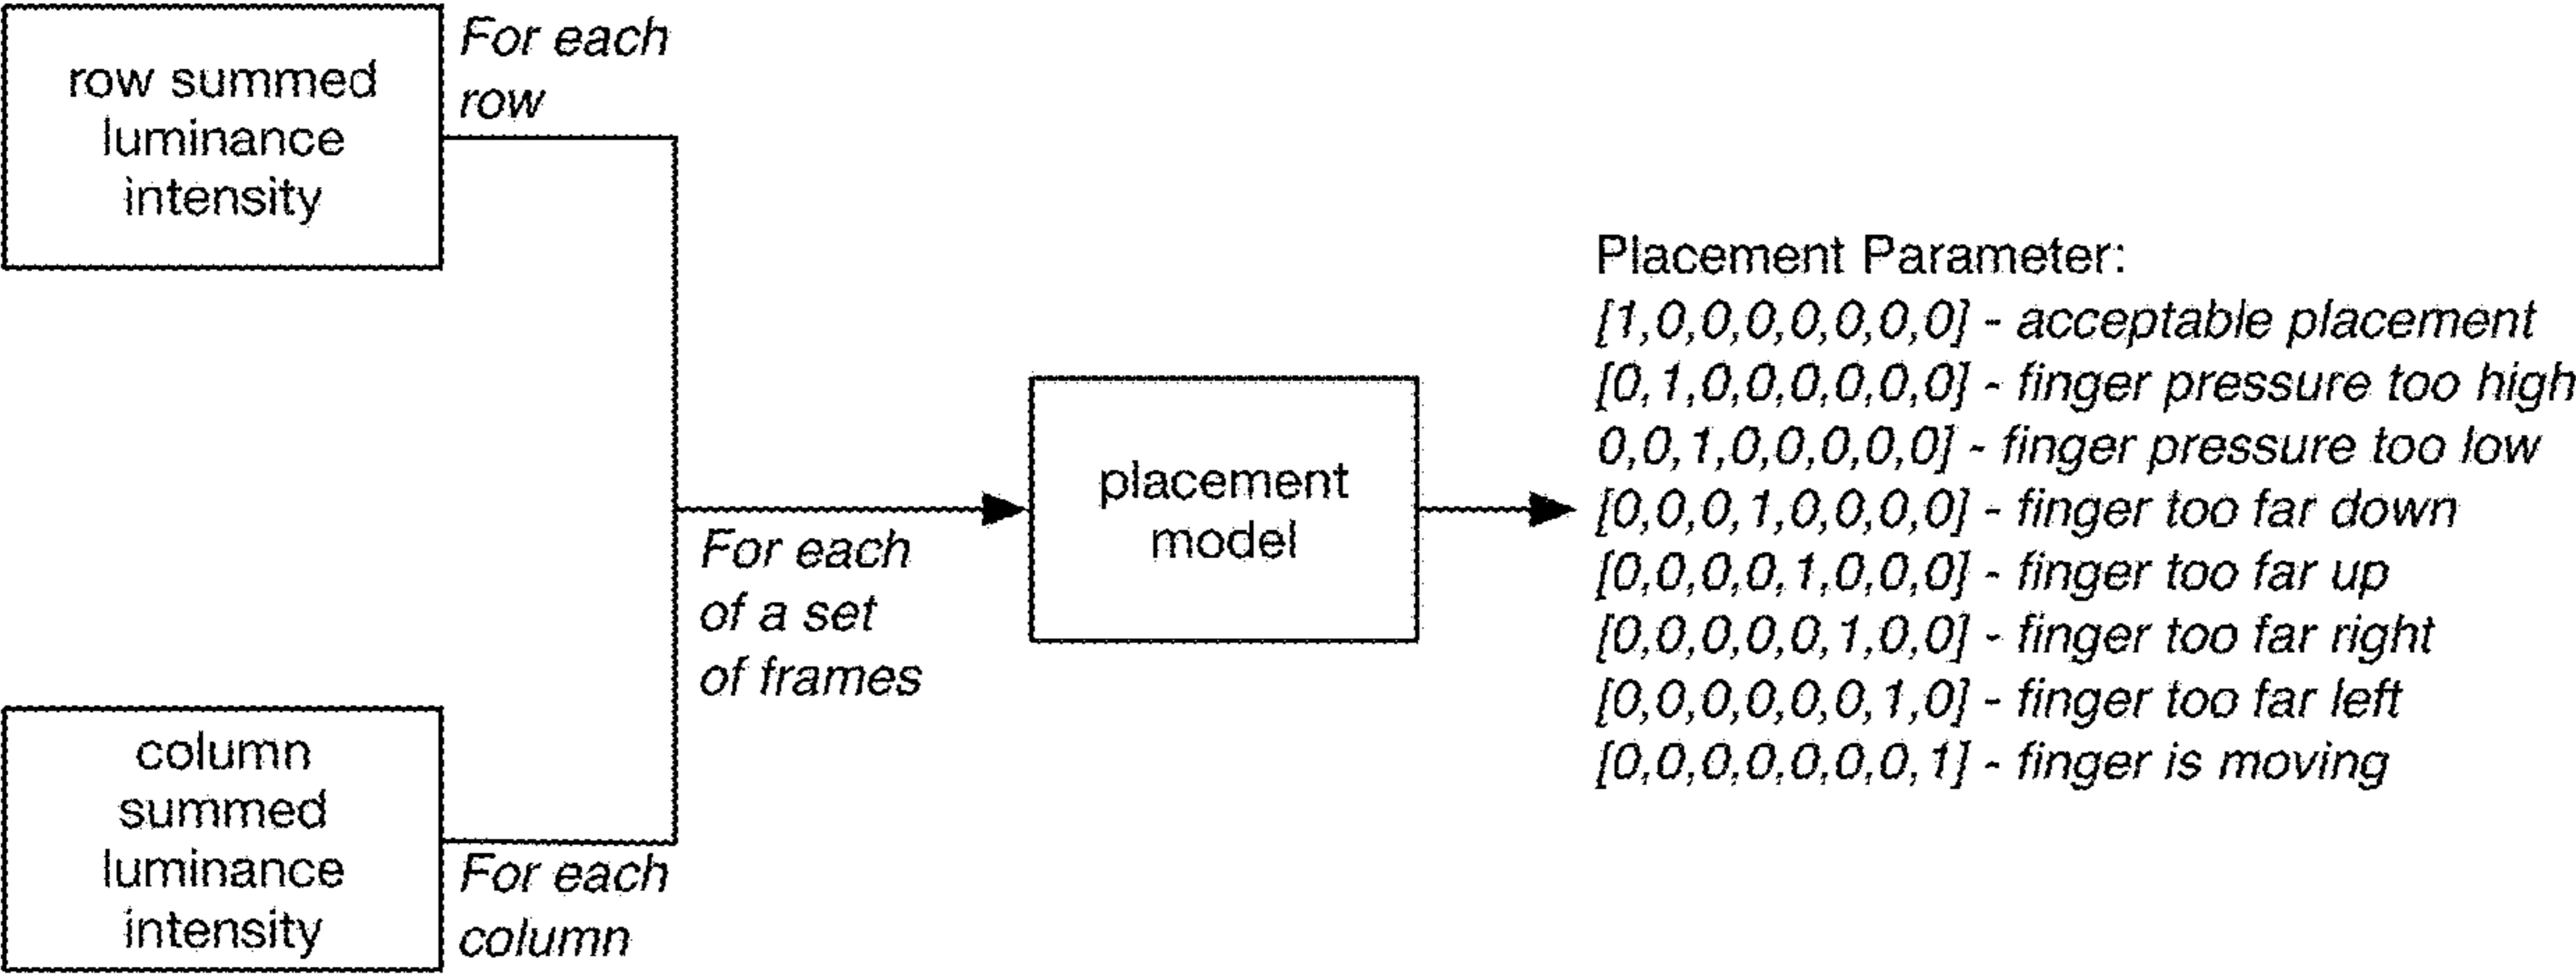 row summed
luminance
intensity
For each
row
column
summed
luminance
intensity
For each
column
For each
of a set
of frames
placement
model
Placement Parameter:
[1,0,0,0,0,0,0,0] - acceptable placement
[0,1,0,0,0,0,0,0] - finger pressure too high
0,0,1,0,0,0,0,0] - finger pressure too low
[0,0,0,1,0,0,0,0] - finger too far down
[0,0,0,0,1,0,0,0] - finger too far up
[0,0,0,0,0,1,0,0] - finger too far right
[0,0,0,0,0,0,1,0] - finger too far left
[0,0,0,0,0,0,0,1] - finger is moving